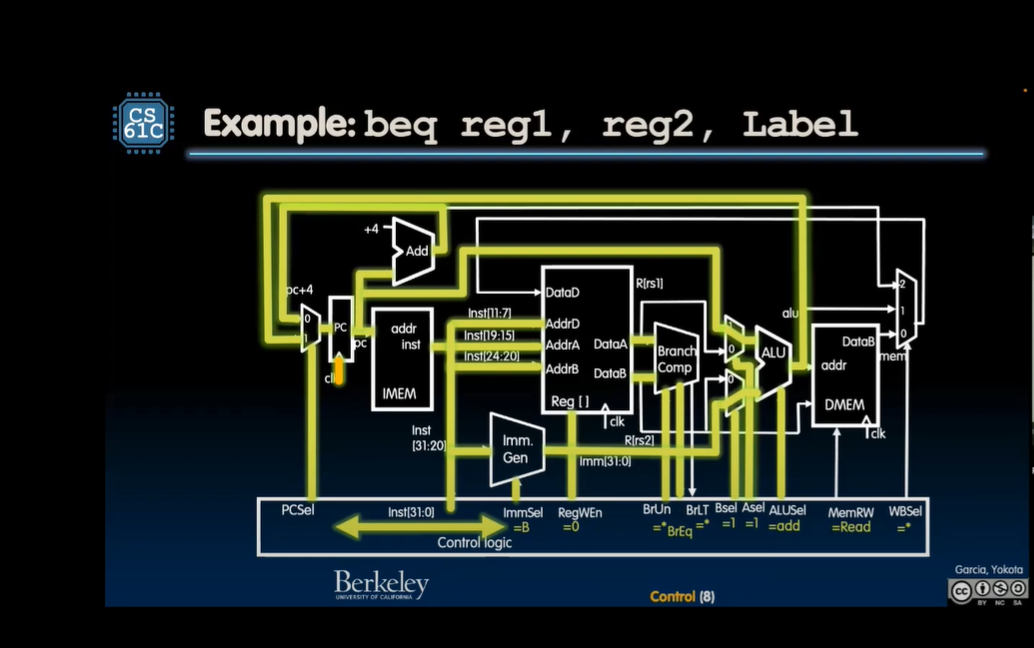 CS
61C
Example: beq reg1, reg2, Label
+4
Add
pc+4
0
1
PC
pc
clk
addr
inst
IMEM
Inst[11:7]
Inst[19:15]
Inst[24:20]
Inst
[31:20]
DataD
AddrD
AddrA
AddrB
DataA
DataB
Reg [ ]
clk
Imm.
Gen
Imm[31:0]
R[rs1]
R[rs2]
Branch
Comp
1
0
0
ALU
alu
addr
DataB
DMEM
clk
mem
2
1
0
PCSel
Inst[31:0]
ImmSel
=B
RegWEn
=0
BrUn
=*
BrEq
BrLT
=*
Bsel
=1
Asel
=1
ALUSel
=add
MemRW
=Read
WBSel
=*
Control logic
Berkeley
UNIVERSITY OF CALIFORNIA
Control (8)
Garcia, Yokota
cc
BY NC SA